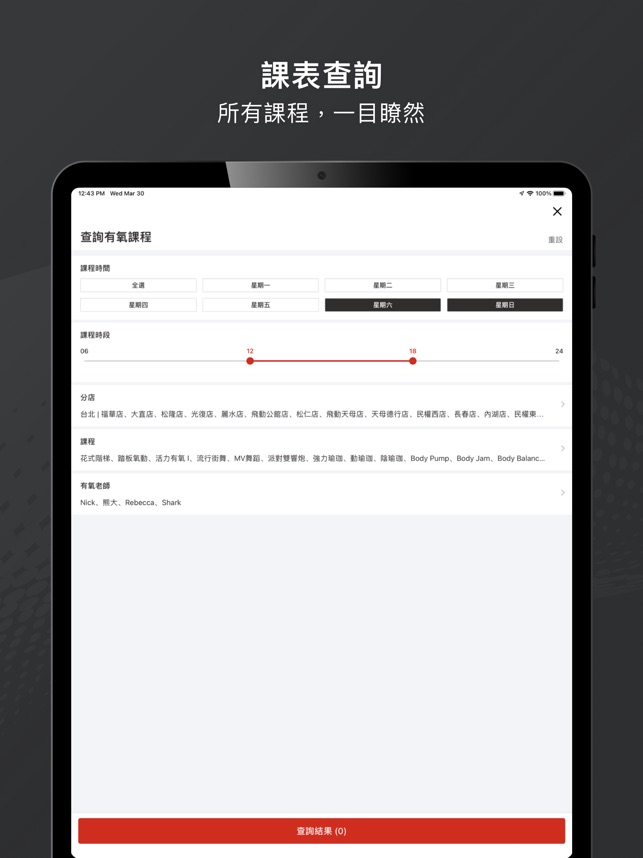 課表查詢
所有課程，一目瞭然
12:43 PM Wed Mar 30
100%
查詢有氧課程
重設
課程時間
全選 星期一 星期二 星期三
星期四 星期五 星期六 星期日
課程時段
06 12 18 24
分店
台北 | 福華店、大直店、松隆店、光復店、麗水店、飛動公館店、松仁店、飛動天母店、天母德行店、民權西店、長春店、內湖店、民權東...
課程
花式階梯、踏板氧動、活力有氧 I、流行街舞、MV舞蹈、派對雙響炮、強力瑜珈、動瑜珈、陰瑜珈、Body Pump、Body Jam、Body Balanc...
有氧老師
Nick、熊大、Rebecca、Shark
查詢結果 (0)